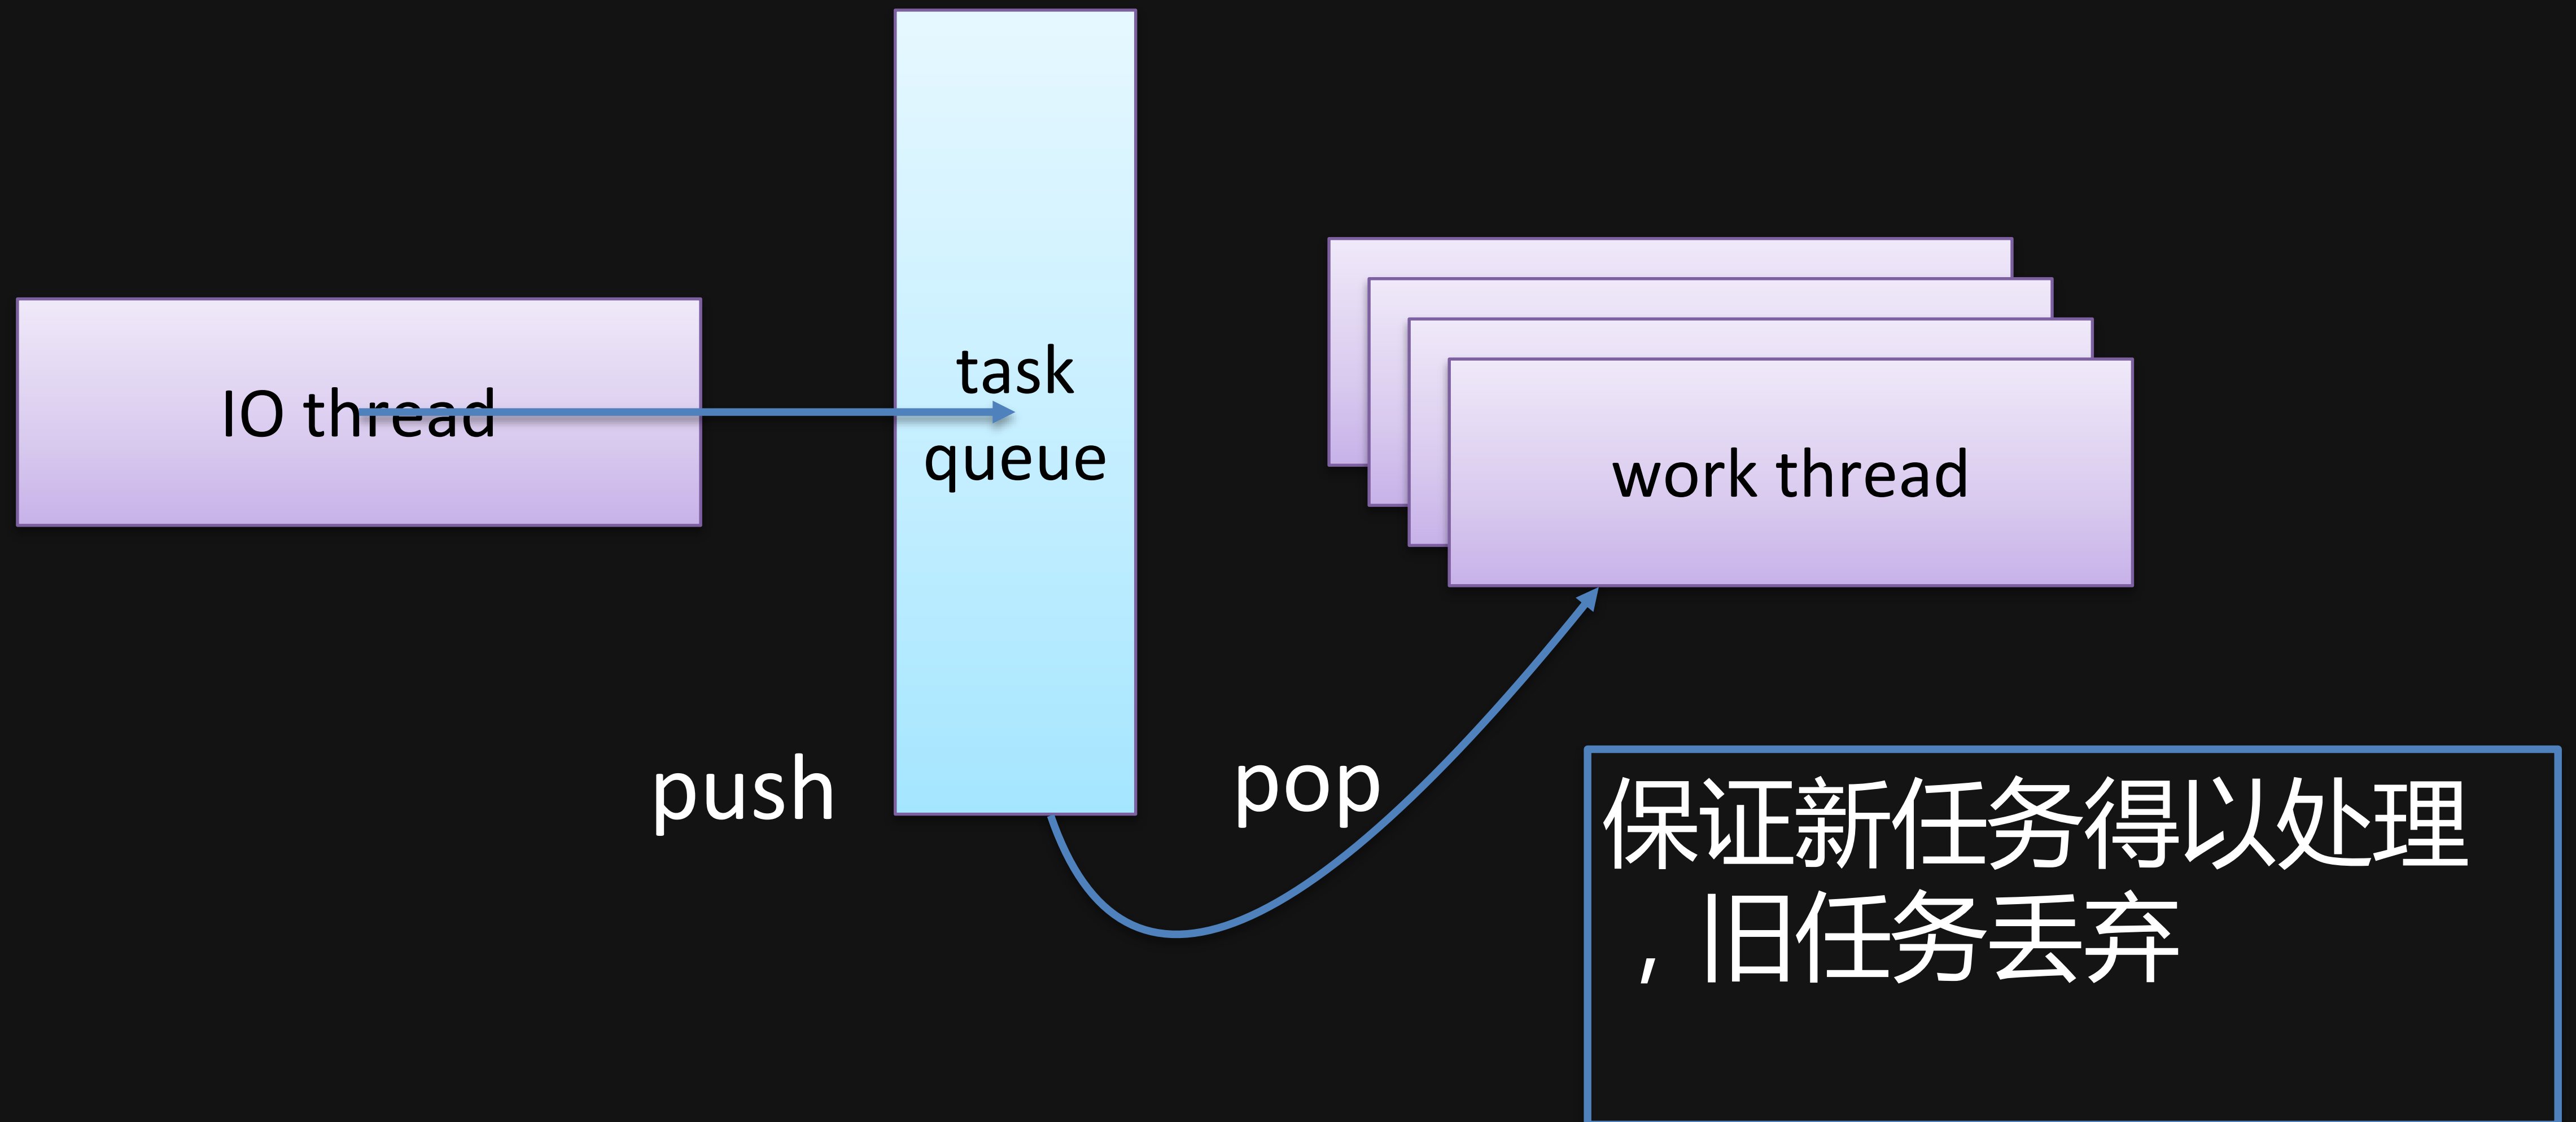 IO thread
task
queue
work thread
push
pop
保证新任务得以处理
，旧任务丢弃